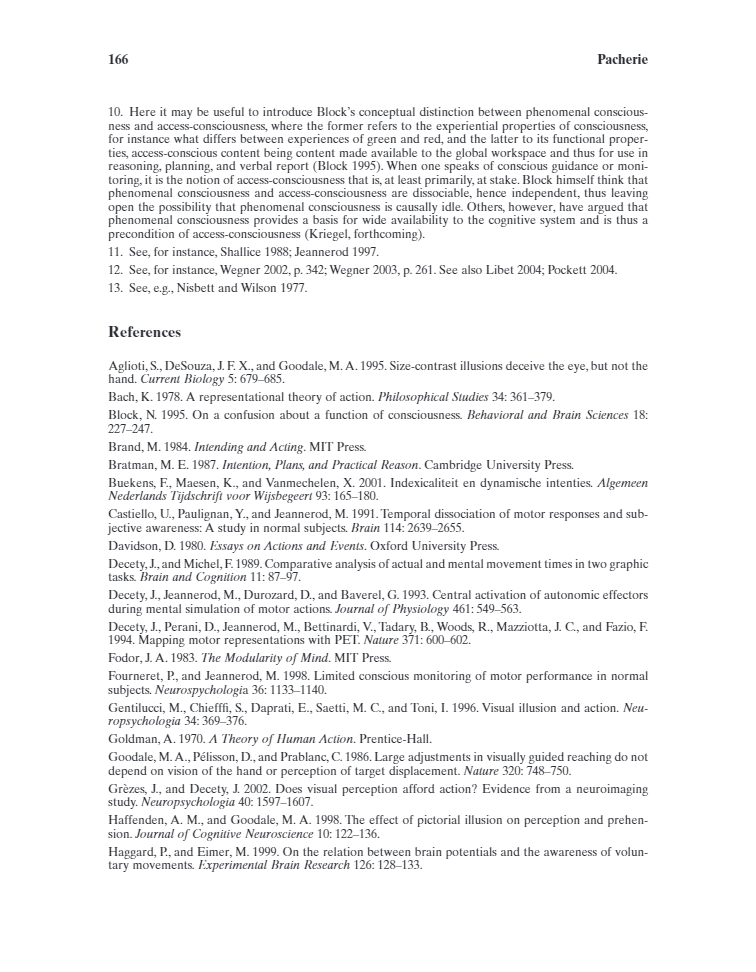 166
Pacherie
10. Here it may be useful to introduce Block's conceptual distinction between phenomenal conscious-
ness and access-consciousness, where the former refers to the experiential properties of consciousness,
for instance what differs between experiences of green and red, and the latter to its functional proper-
ties, access-conscious content being content made available to the global workspace and thus for use in
reasoning, planning, and verbal report (Block 1995). When one speaks of conscious guidance or moni-
toring, it is the notion of access-consciousness that is, at least primarily, at stake. Block himself think that
phenomenal consciousness and access-consciousness are dissociable, hence independent, thus leaving
open the possibility that phenomenal consciousness is causally idle. Others, however, have argued that
phenomenal consciousness provides a basis for wide availability to the cognitive system and is thus a
precondition of access-consciousness (Kriegel, forthcoming).
11. See, for instance, Shallice 1988; Jeannerod 1997.
12. See, for instance, Wegner 2002, p. 342; Wegner 2003, p. 261. See also Libet 2004; Pockett 2004.
13. See, e.g., Nisbett and Wilson 1977.
References
Aglioti, S., DeSouza, J. F. X., and Goodale, M. A. 1995. Size-contrast illusions deceive the eye, but not the
hand. Current Biology 5: 679–685.
Bach, K. 1978. A representational theory of action. Philosophical Studies 34: 361–379.
Block, N. 1995. On a confusion about a function of consciousness. Behavioral and Brain Sciences 18:
227–247.
Brand, M. 1984. Intending and Acting. MIT Press.
Bratman, M. E. 1987. Intention, Plans, and Practical Reason. Cambridge University Press.
Buekens, F., Maesen, K., and Vanmechelen, X. 2001. Indexicaliteit en dynamische intenties. Algemeen
Nederlands Tijdschrift voor Wijsbegeert 93: 165–180.
Castiello, U., Paulignan, Y., and Jeannerod, M. 1991. Temporal dissociation of motor responses and sub-
jective awareness: A study in normal subjects. Brain 114: 2639–2655.
Davidson, D. 1980. Essays on Actions and Events. Oxford University Press.
Decety, J., and Michel, F. 1989. Comparative analysis of actual and mental movement times in two graphic
tasks. Brain and Cognition 11: 87–97.
Decety, J., Jeannerod, M., Durozard, D., and Baverel, G. 1993. Central activation of autonomic effectors
during mental simulation of motor actions. Journal of Physiology 461: 549–563.
Decety, J., Perani, D., Jeannerod, M., Bettinardi, V., Tadary, B., Woods, R., Mazziotta, J. C., and Fazio, F.
1994. Mapping motor representations with PET. Nature 371: 600–602.
Fodor, J. A. 1983. The Modularity of Mind. MIT Press.
Fourneret, P., and Jeannerod, M. 1998. Limited conscious monitoring of motor performance in normal
subjects. Neurospychologia 36: 1133–1140.
Gentilucci, M., Chiefffi, S., Daprati, E., Saetti, M. C., and Toni, I. 1996. Visual illusion and action. Neu-
ropsychologia 34: 369–376.
Goldman, A. 1970. A Theory of Human Action. Prentice-Hall.
Goodale, M. A., Pélisson, D., and Prablanc, C. 1986. Large adjustments in visually guided reaching do not
depend on vision of the hand or perception of target displacement. Nature 320: 748–750.
Grèzes, J., and Decety, J. 2002. Does visual perception afford action? Evidence from a neuroimaging
study. Neuropsychologia 40: 1597–1607.
Haffenden, A. M., and Goodale, M. A. 1998. The effect of pictorial illusion on perception and prehen-
sion. Journal of Cognitive Neuroscience 10: 122–136.
Haggard, P., and Eimer, M. 1999. On the relation between brain potentials and the awareness of volun-
tary movements. Experimental Brain Research 126: 128–133.